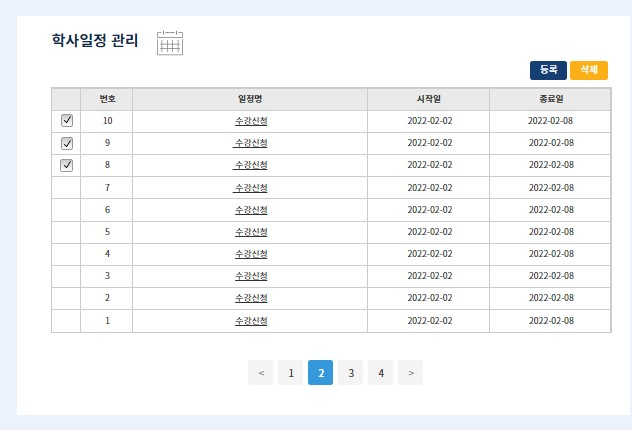 학사일정 관리
등록 삭제
번호 일정명 시작일 종료일
10 수강신청 2022-02-02 2022-02-08
9 수강신청 2022-02-02 2022-02-08
8 수강신청 2022-02-02 2022-02-08
7 수강신청 2022-02-02 2022-02-08
6 수강신청 2022-02-02 2022-02-08
5 수강신청 2022-02-02 2022-02-08
4 수강신청 2022-02-02 2022-02-08
3 수강신청 2022-02-02 2022-02-08
2 수강신청 2022-02-02 2022-02-08
1 수강신청 2022-02-02 2022-02-08
< 1 2 3 4 >